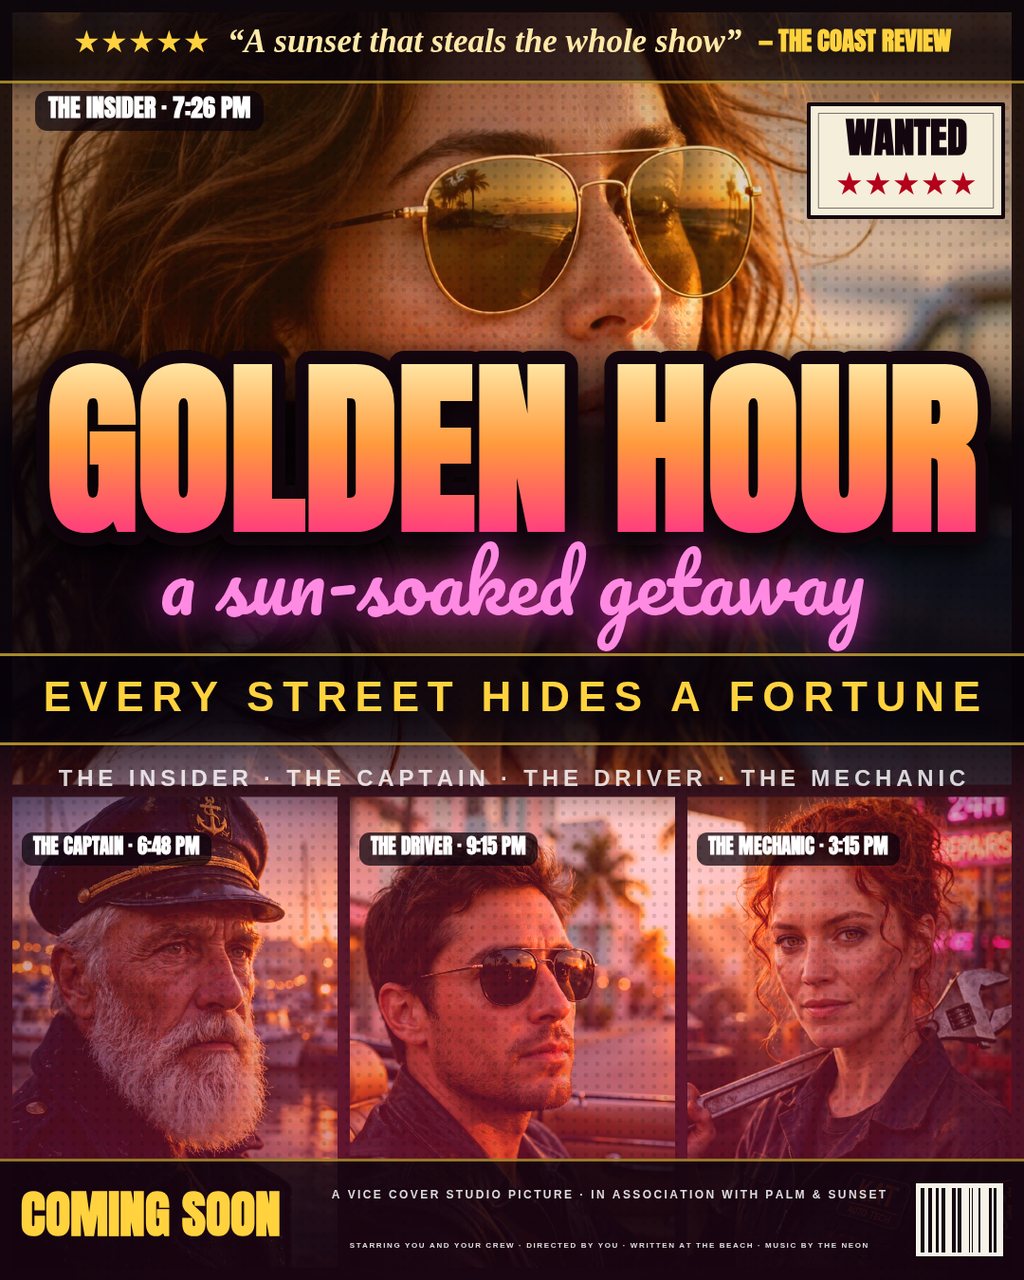 ★★★★★ “A sunset that steals the whole show” – THE COAST REVIEW
THE INSIDER · 7:26 PM
WANTED
★★★★★
GOLDEN HOUR
a sun-soaked getaway
EVERY STREET HIDES A FORTUNE
THE INSIDER · THE CAPTAIN · THE DRIVER · THE MECHANIC
THE CAPTAIN · 6:48 PM
THE DRIVER · 9:15 PM
THE MECHANIC · 3:15 PM
24H
REPAIRS
COMING SOON
A VICE COVER STUDIO PICTURE · IN ASSOCIATION WITH PALM & SUNSET
STARRING YOU AND YOUR CREW · DIRECTED BY YOU · WRITTEN AT THE BEACH · MUSIC BY THE NEON